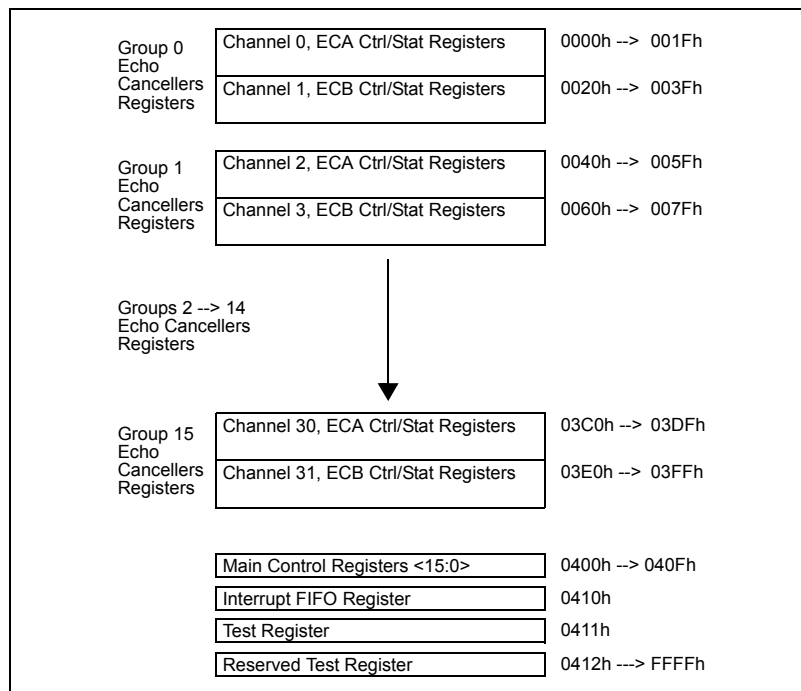 Group 0
Echo
Cancellers
Registers
Channel 0, ECA Ctrl/Stat Registers
0000h --> 001Fh
Channel 1, ECB Ctrl/Stat Registers
0020h --> 003Fh
Group 1
Echo
Cancellers
Registers
Channel 2, ECA Ctrl/Stat Registers
0040h --> 005Fh
Channel 3, ECB Ctrl/Stat Registers
0060h --> 007Fh
Groups 2 --> 14
Echo Cancellers
Registers
Group 15
Echo
Cancellers
Registers
Channel 30, ECA Ctrl/Stat Registers
03C0h --> 03DFh
Channel 31, ECB Ctrl/Stat Registers
03E0h --> 03FFh
Main Control Registers <15:0>
0400h --> 040Fh
Interrupt FIFO Register
0410h
Test Register
0411h
Reserved Test Register
0412h ---> FFFFh